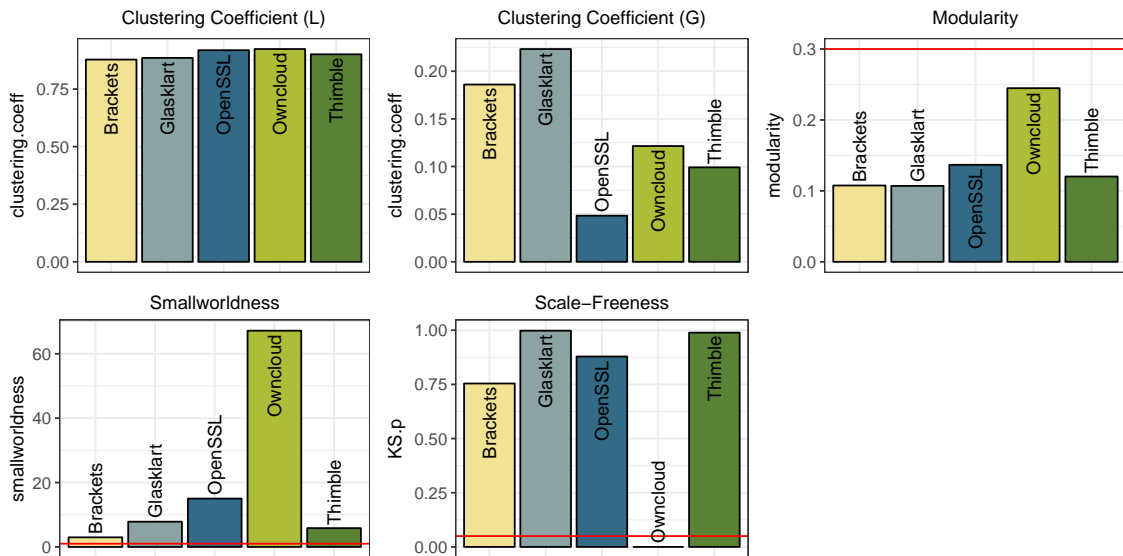 Clustering Coefficient (L)
clustering.coeff
0.75
0.50
0.25
0.00
Brackets
Glasklart
OpenSSL
Owncloud
Thimble
Clustering Coefficient (G)
clustering.coeff
0.20
0.15
0.10
0.05
0.00
Brackets
Glasklart
OpenSSL
Owncloud
Thimble
Modularity
modularity
0.3
0.2
0.1
0.0
Brackets
Glasklart
OpenSSL
Owncloud
Thimble
Smallworldness
smallworldness
60
40
20
0
Brackets
Glasklart
OpenSSL
Owncloud
Thimble
Scale−Freeness
KS.p
1.00
0.75
0.50
0.25
0.00
Brackets
Glasklart
OpenSSL
Owncloud
Thimble